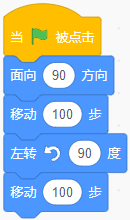 当 被点击
面向 90 方向
移动 100 步
左转 90 度
移动 100 步